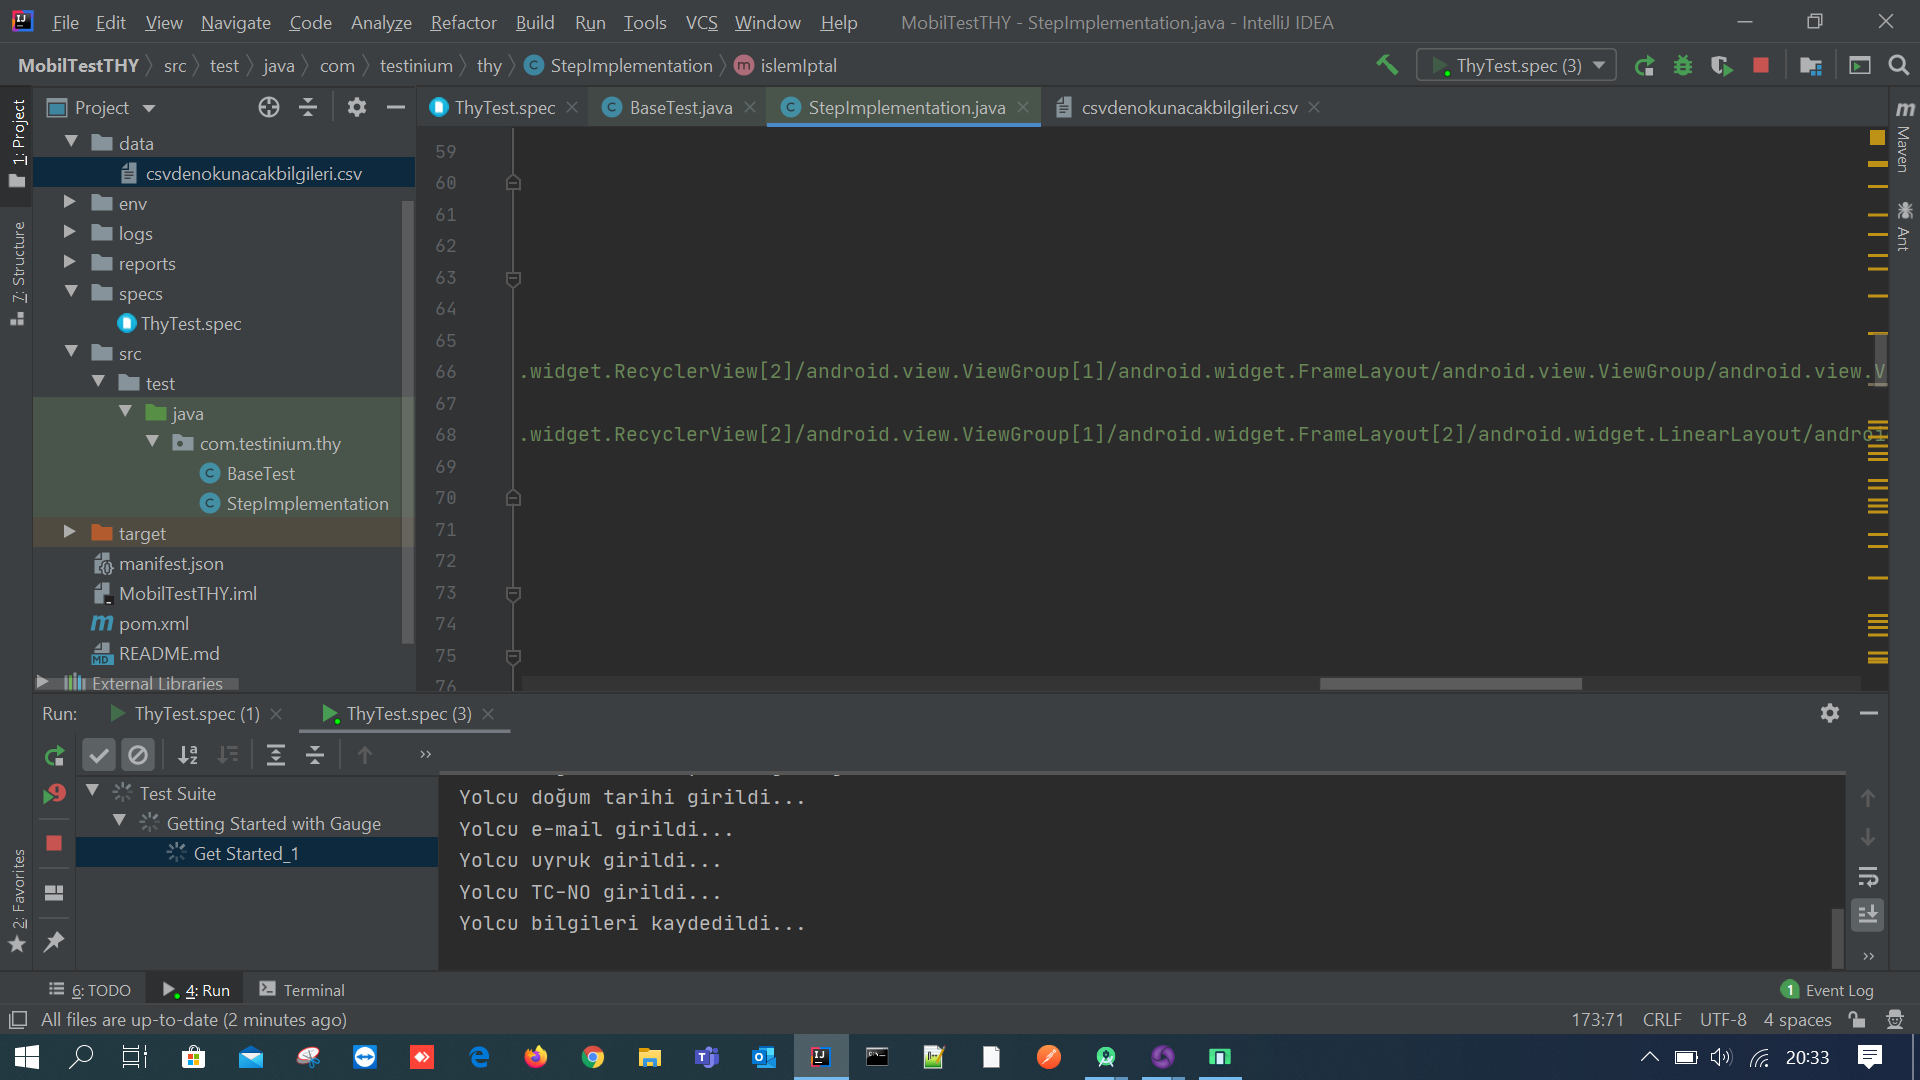 File Edit View Navigate Code Analyze Refactor Build Run Tools VCS Window Help MobilTestTHY - StepImplementation.java - IntelliJ IDEA
MobilTestTHY src test java com testinium thy StepImplementation islemIptal ThyTest.spec (3)
1: Project
7: Structure
2: Favorites
Project
ThyTest.spec BaseTest.java StepImplementation.java csvdenokunacakbilgileri.csv
Maven
Ant
data
csvdenokunacakbilgileri.csv
env
logs
reports
specs
ThyTest.spec
src
test
java
com.testinium.thy
BaseTest
StepImplementation
target
manifest.json
MobilTestTHY.iml
pom.xml
README.md
External Libraries
59
60
61
62
63
64
65
66 .widget.RecyclerView[2]/android.view.ViewGroup[1]/android.widget.FrameLayout/android.view.ViewGroup/android.view.V
67
68 .widget.RecyclerView[2]/android.view.ViewGroup[1]/android.widget.FrameLayout[2]/android.widget.LinearLayout/androi
69
70
71
72
73
74
75
76
Run: ThyTest.spec (1) ThyTest.spec (3)
Test Suite
Getting Started with Gauge
Get Started_1
Yolcu doğum tarihi girildi...
Yolcu e-mail girildi...
Yolcu uyruk girildi...
Yolcu TC-NO girildi...
Yolcu bilgileri kaydedildi...
6: TODO 4: Run Terminal 1 Event Log
All files are up-to-date (2 minutes ago) 173:71 CRLF UTF-8 4 spaces
20:33